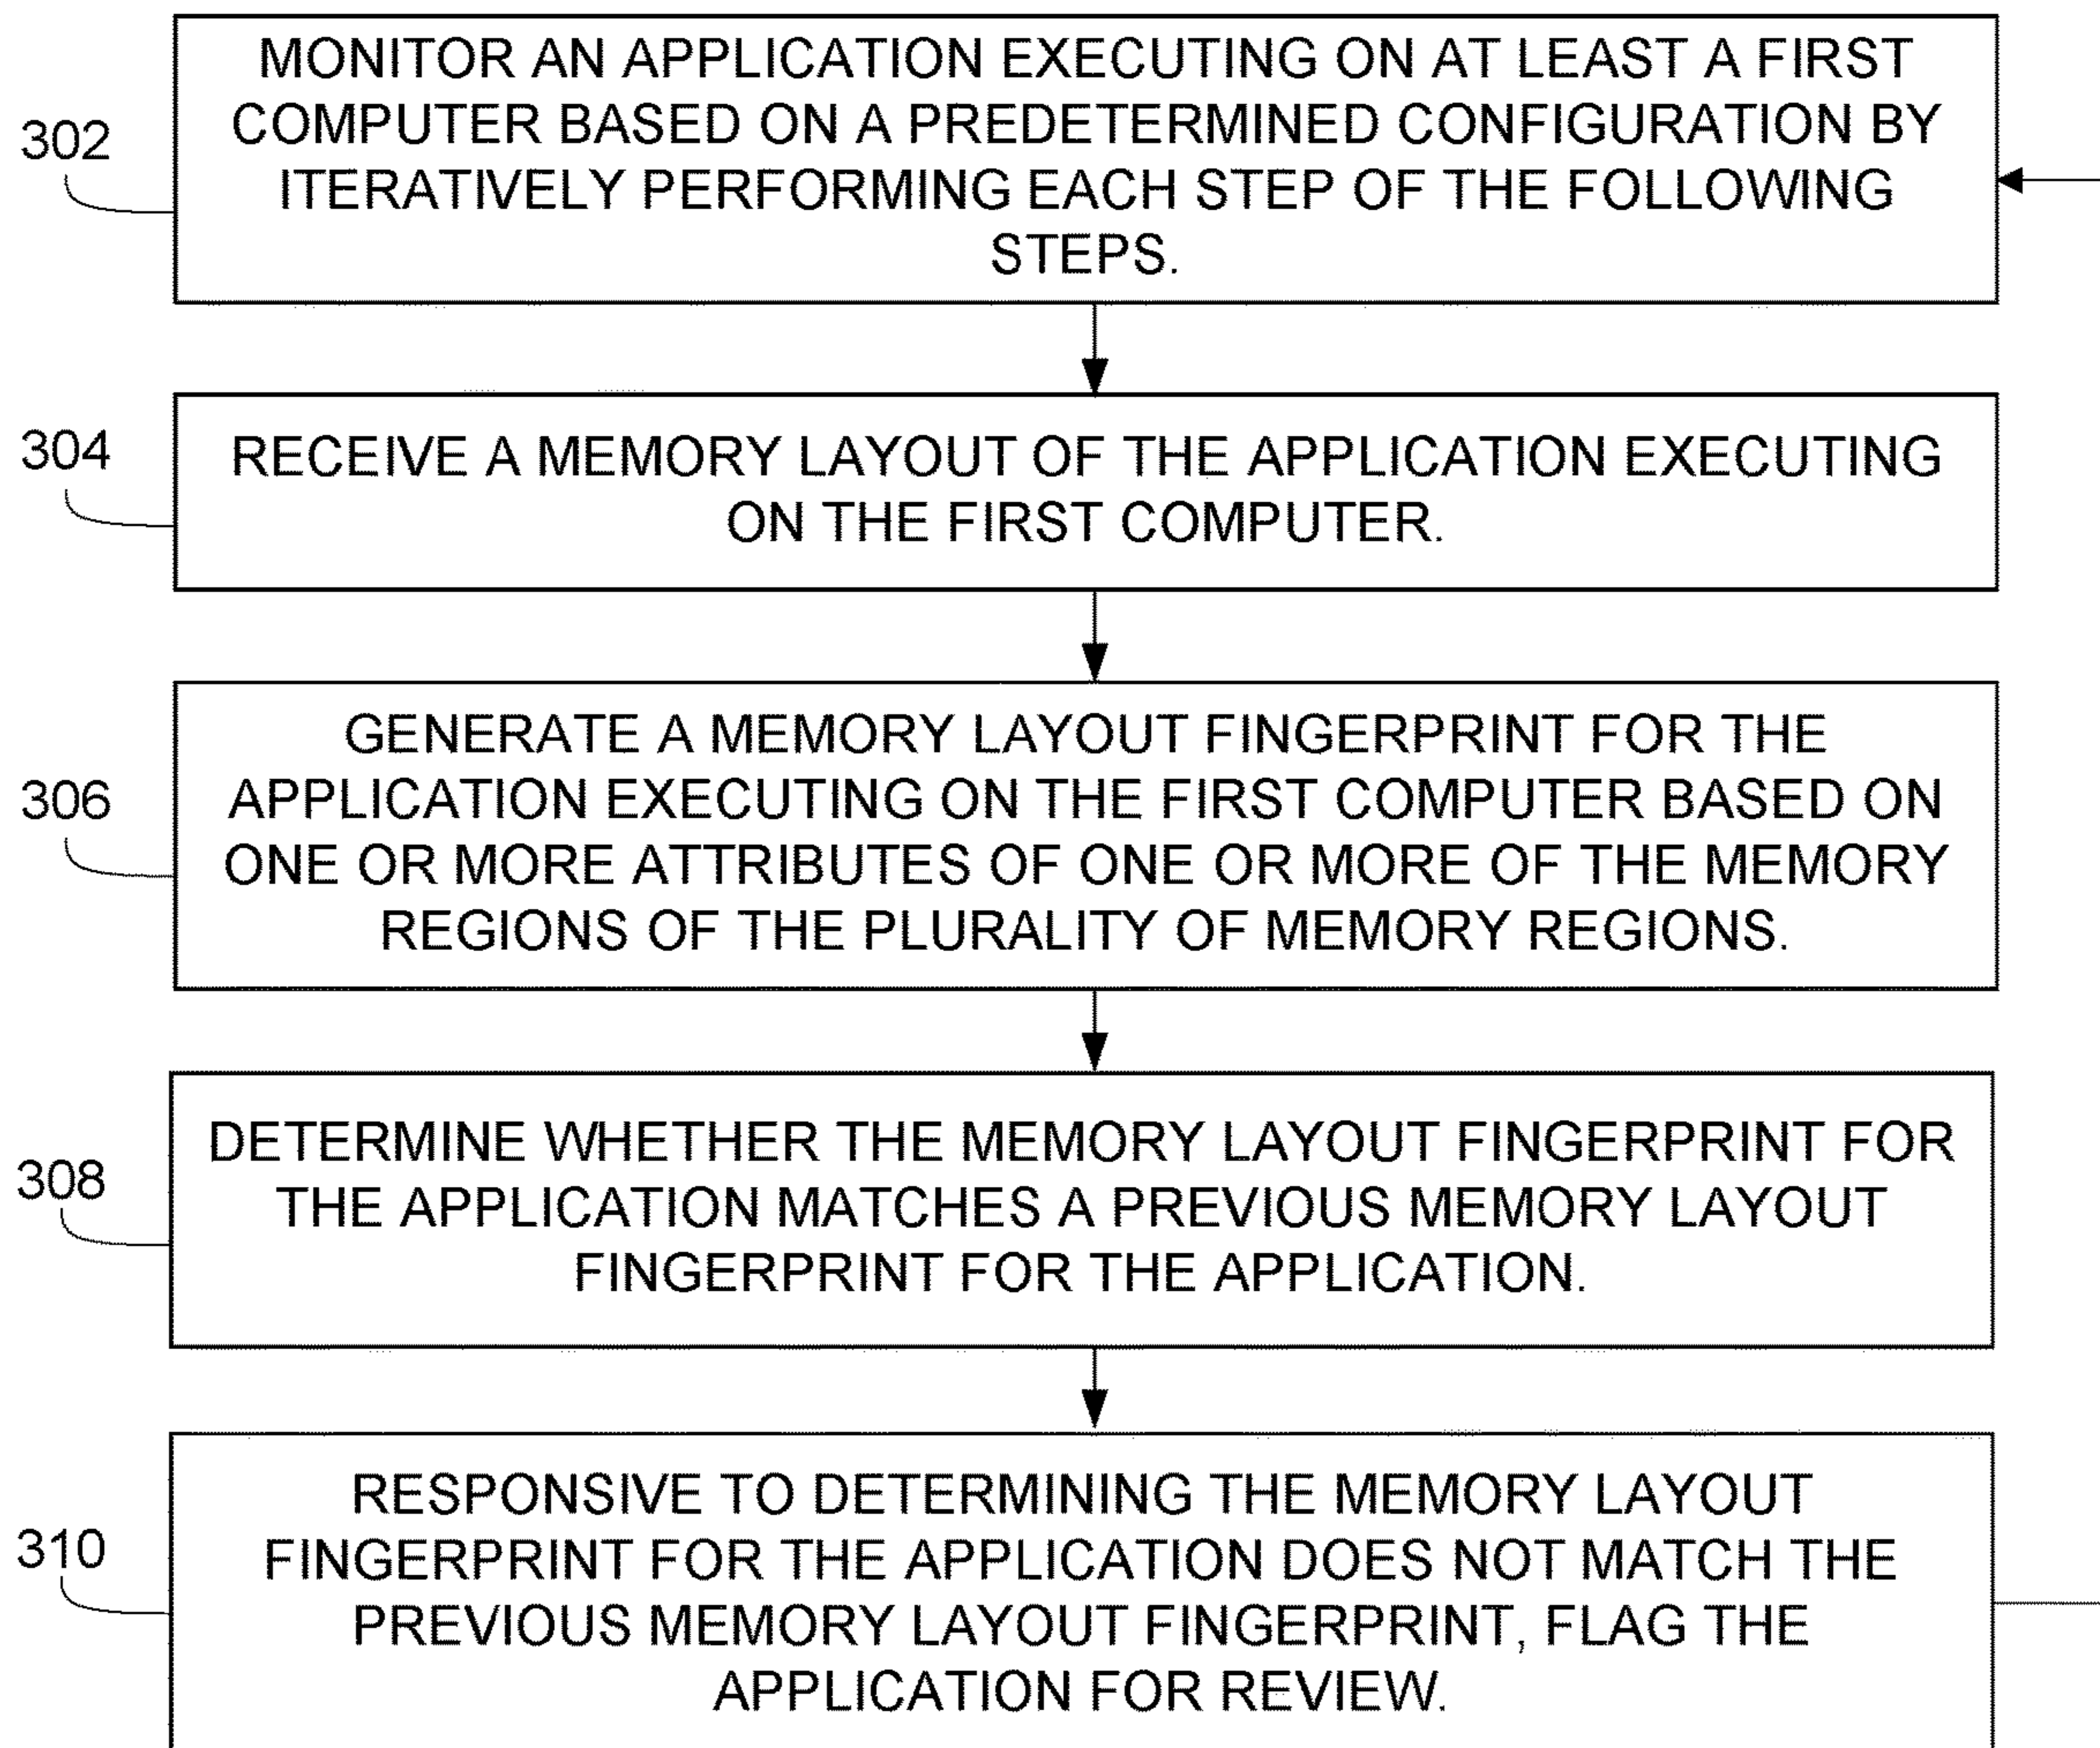 302
MONITOR AN APPLICATION EXECUTING ON AT LEAST A FIRST
COMPUTER BASED ON A PREDETERMINED CONFIGURATION BY
ITERATIVELY PERFORMING EACH STEP OF THE FOLLOWING
STEPS.
304
RECEIVE A MEMORY LAYOUT OF THE APPLICATION EXECUTING
ON THE FIRST COMPUTER.
306
GENERATE A MEMORY LAYOUT FINGERPRINT FOR THE
APPLICATION EXECUTING ON THE FIRST COMPUTER BASED ON
ONE OR MORE ATTRIBUTES OF ONE OR MORE OF THE MEMORY
REGIONS OF THE PLURALITY OF MEMORY REGIONS.
308
DETERMINE WHETHER THE MEMORY LAYOUT FINGERPRINT FOR
THE APPLICATION MATCHES A PREVIOUS MEMORY LAYOUT
FINGERPRINT FOR THE APPLICATION.
310
RESPONSIVE TO DETERMINING THE MEMORY LAYOUT
FINGERPRINT FOR THE APPLICATION DOES NOT MATCH THE
PREVIOUS MEMORY LAYOUT FINGERPRINT, FLAG THE
APPLICATION FOR REVIEW.